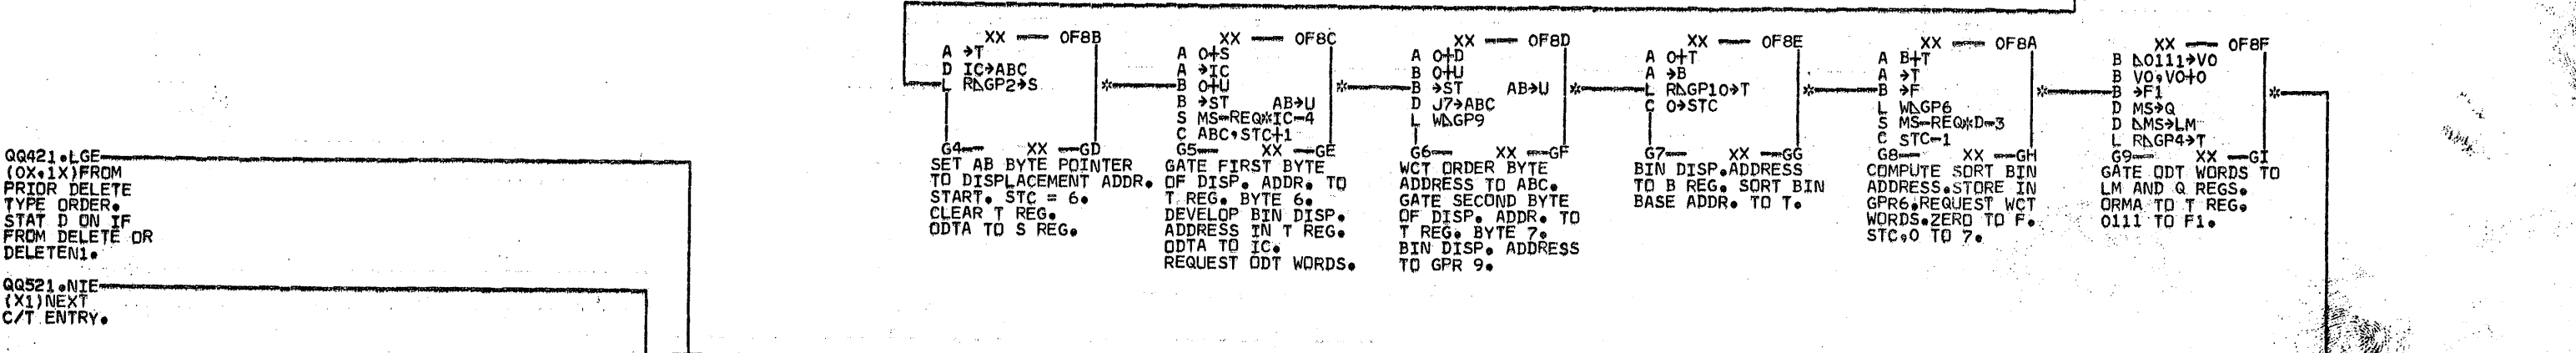 QQ421.LGE
(0X.1X)FROM
PRIOR DELETE
TYPE ORDER.
STAT D ON IF
FROM DELETE OR
DELETEN1.
QQ521.NIE
(X1)NEXT
C/T ENTRY.
XX — 0F8B
A →T
D IC→ABC
L R∆GP2→S
G4— XX —GD
SET AB BYTE POINTER
TO DISPLACEMENT ADDR.
START. STC = 6.
CLEAR T REG.
ODTA TO S REG.
XX — 0F8C
A 0+S
A →IC
B 0+U
B →ST AB→U
S MS-REQ*IC-4
C ABC,STC+1
G5— XX —GE
GATE FIRST BYTE
OF DISP. ADDR. TO
T REG. BYTE 6.
DEVELOP BIN DISP.
ADDRESS IN T REG.
ODTA TO IC.
REQUEST ODT WORDS.
XX — 0F8D
A 0+D
B 0+U
B →ST AB→U
D J7→ABC
L W∆GP9
G6— XX —GF
WCT ORDER BYTE
ADDRESS TO ABC.
GATE SECOND BYTE
OF DISP. ADDR. TO
T REG. BYTE 7.
BIN DISP. ADDRESS
TO GPR 9.
XX — 0F8E
A 0+T
A →B
L R∆GP10→T
C 0→STC
G7— XX —GG
BIN DISP.ADDRESS
TO B REG. SORT BIN
BASE ADDR. TO T.
XX — 0F8A
A B+T
A →T
B →F
L W∆GP6
S MS-REQ*D-3
C STC-1
G8— XX —GH
COMPUTE SORT BIN
ADDRESS.STORE IN
GPR6.REQUEST WCT
WORDS.ZERO TO F.
STC,0 TO 7.
XX — 0F8F
B ∆0111→V0
B V0,V0+0
B →F1
D MS→Q
D ∆MS→LM
L R∆GP4→T
G9— XX —GI
GATE ODT WORDS TO
LM AND Q REGS.
ORMA TO T REG.
0111 TO F1.